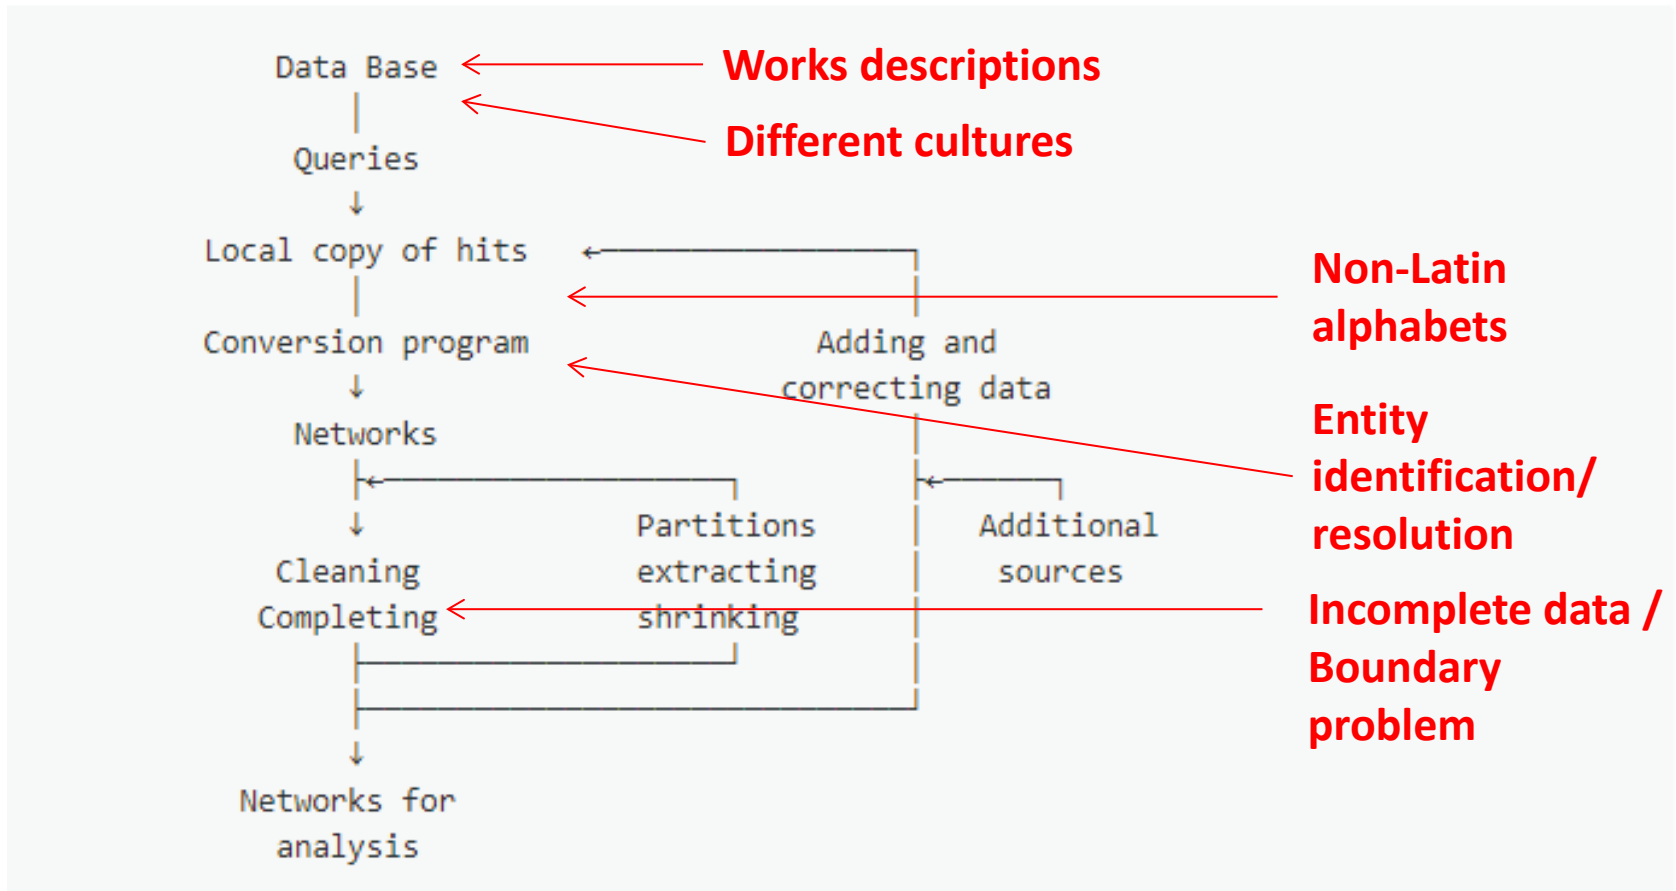 Data Base
Works descriptions
Different cultures
Queries
Local copy of hits
Non-Latin
alphabets
Conversion program
Adding and
correcting data
Networks
Entity
identification/
resolution
Partitions
extracting
shrinking
Additional
sources
Cleaning
Completing
Incomplete data /
Boundary
problem
Networks for
analysis